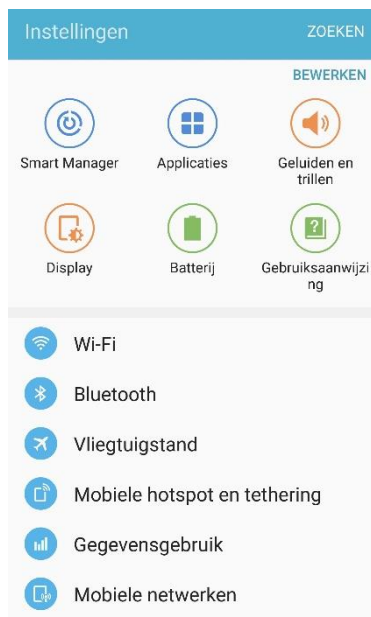 Instellingen ZOEKEN
BEWERKEN
Smart Manager Applicaties Geluiden en
trillen
Display Batterij Gebruiksaanwijzi
ng
Wi-Fi
Bluetooth
Vliegtuigstand
Mobiele hotspot en tethering
Gegevensgebruik
Mobiele netwerken